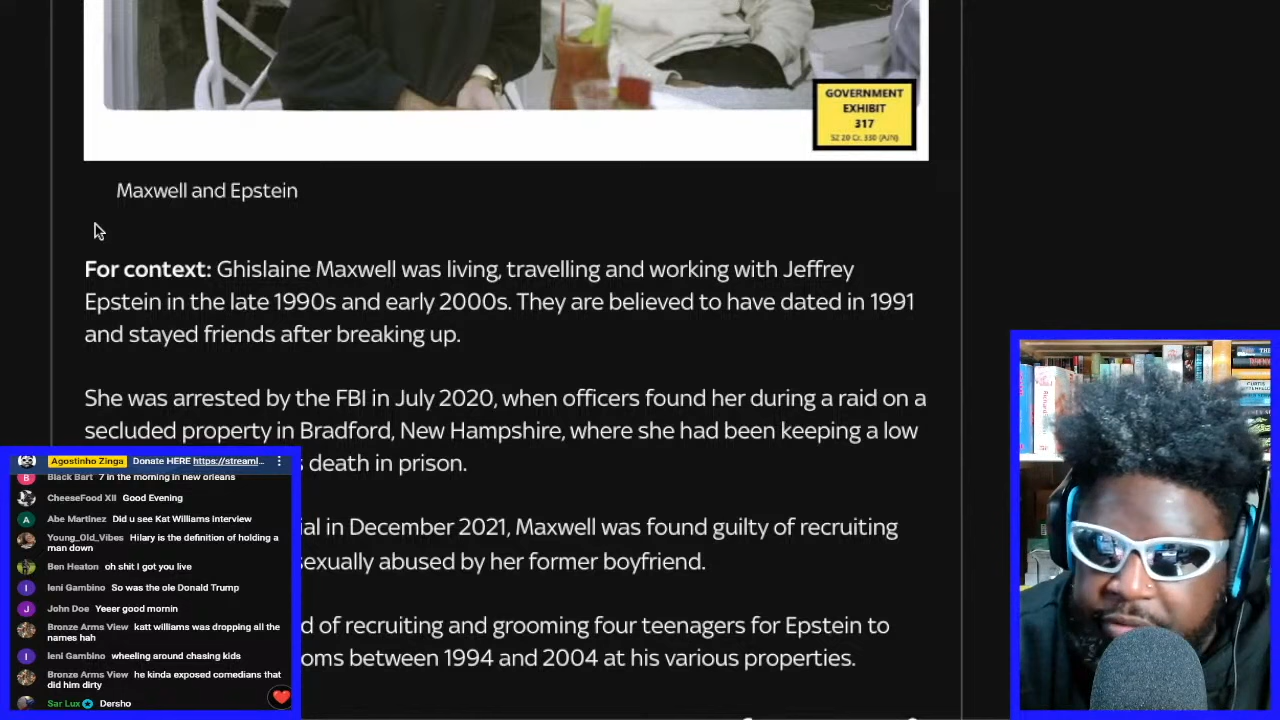 GOVERNMENT
EXHIBIT
317
S2 20 Cr. 330 (AJN)
Maxwell and Epstein
For context: Ghislaine Maxwell was living, travelling and working with Jeffrey
Epstein in the late 1990s and early 2000s. They are believed to have dated in 1991
and stayed friends after breaking up.
She was arrested by the FBI in July 2020, when officers found her during a raid on a
secluded property in Bradford, New Hampshire, where she had been keeping a low
s death in prison.
ial in December 2021, Maxwell was found guilty of recruiting
sexually abused by her former boyfriend.
d of recruiting and grooming four teenagers for Epstein to
oms between 1994 and 2004 at his various properties.
Agostinho Zinga Donate HERE https://streaml...
Black Bart 7 in the morning in new orleans
CheeseFood XII Good Evening
Abe Martinez Did u see Kat Williams interview
Young_Old_Vibes Hilary is the definition of holding a
man down
Ben Heaton oh shit I got you live
Ieni Gambino So was the ole Donald Trump
John Doe Yeeer good mornin
Bronze Arms View katt williams was dropping all the
names hah
Ieni Gambino wheeling around chasing kids
Bronze Arms View he kinda exposed comedians that
did him dirty
Sar Lux Dersho